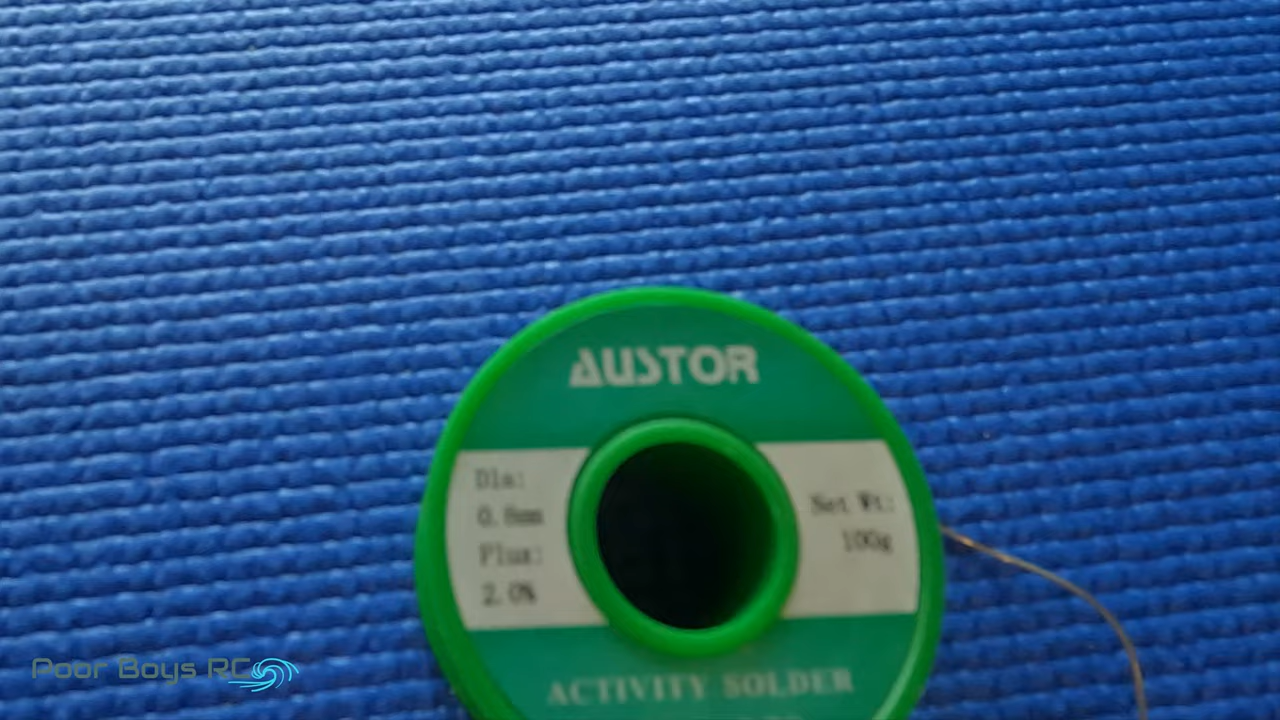 AUSTOR
Dia:
0.8mm
Flux:
2.0%
Net Wt:
100g
ACTIVITY SOLDER
Poor Boys RC